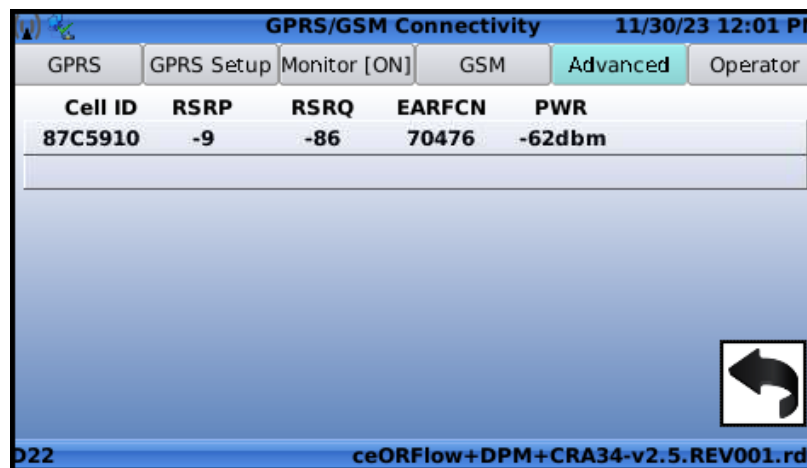 GPRS/GSM Connectivity 11/30/23 12:01 P
GPRS GPRS Setup Monitor [ON] GSM Advanced Operator
Cell ID RSRP RSRQ EARFCN PWR
87C5910 -9 -86 70476 -62dbm
D22 ceORFlow+DPM+CRA34-v2.5.REV001.rd